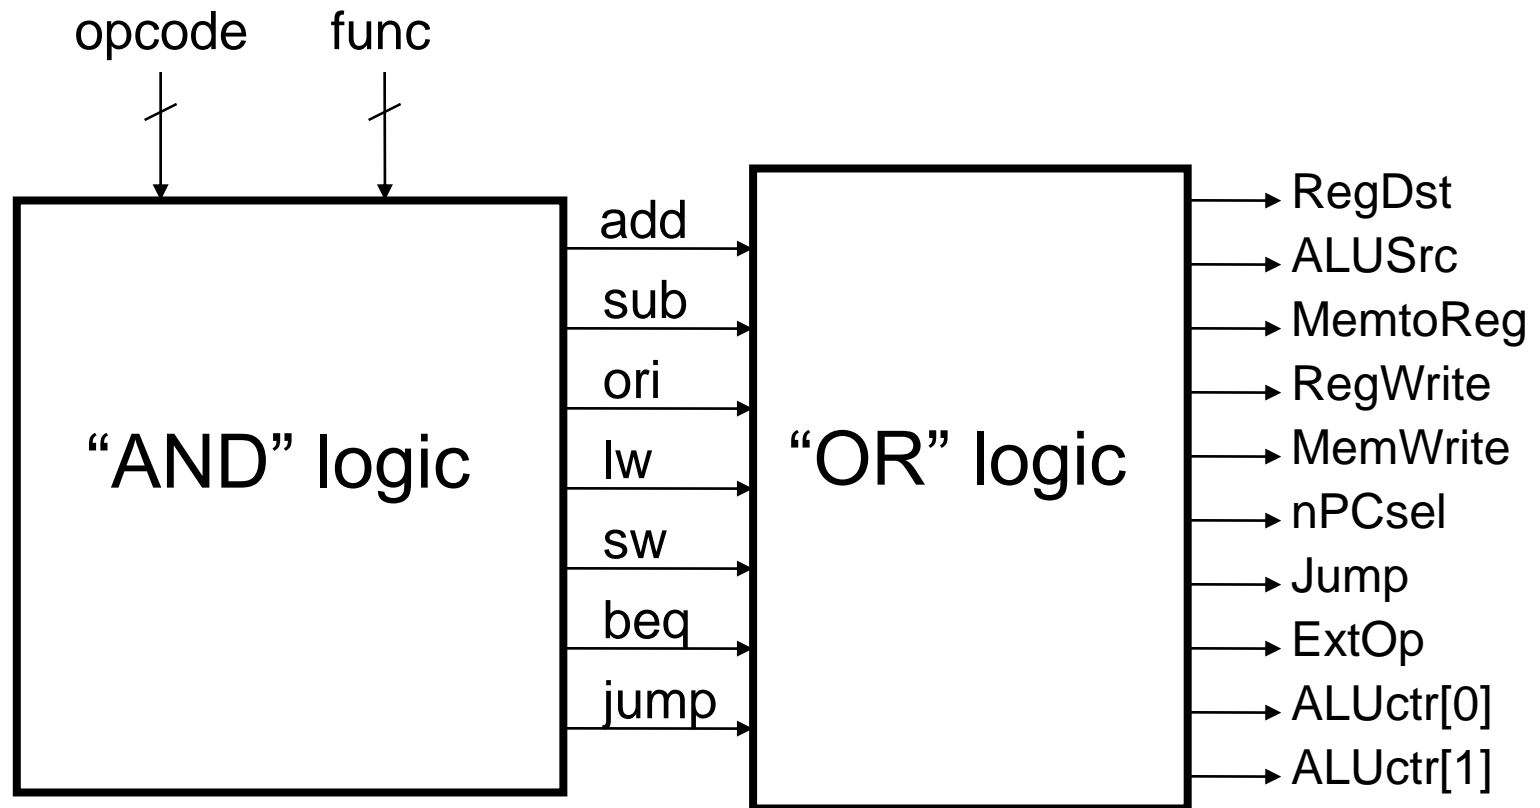 opcode func
add
sub
ori
lw
sw
beq
jump
“AND” logic
“OR” logic
RegDst
ALUSrc
MemtoReg
RegWrite
MemWrite
nPCsel
Jump
ExtOp
ALUctr[0]
ALUctr[1]